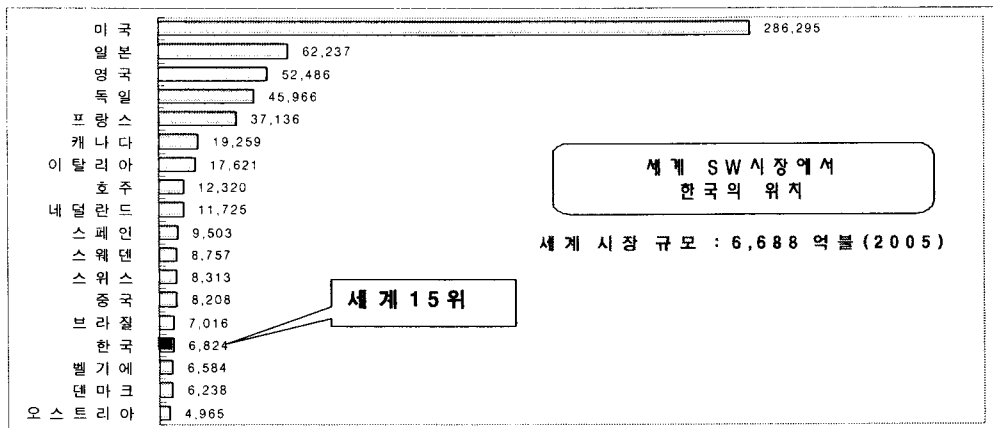 미국 286,295
일본 62,237
영국 52,486
독일 45,966
프랑스 37,136
캐나다 19,259
이탈리아 17,621
호주 12,320
네덜란드 11,725
스페인 9,503
스웨덴 8,757
스위스 8,313
중국 8,208
브라질 7,016
한국 6,824
벨기에 6,584
덴마크 6,238
오스트리아 4,965
세계 SW시장에서
한국의 위치
세계 시장 규모 : 6,688 억불(2005)
세계15위